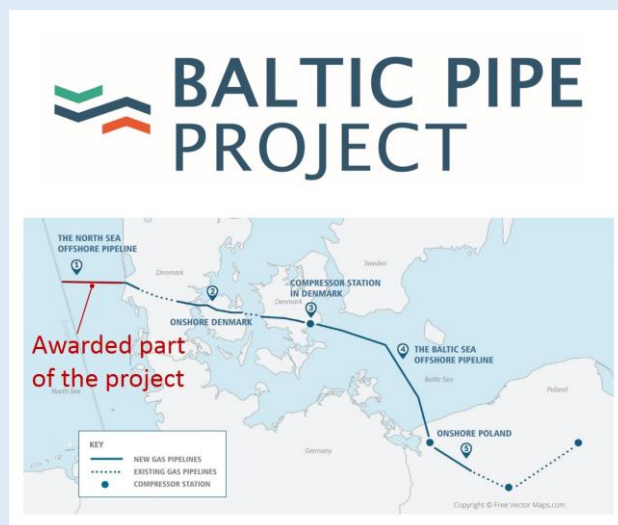 BALTIC PIPE
PROJECT
THE NORTH SEA
OFFSHORE PIPELINE
1
Denmark
Sweden
2
ONSHORE DENMARK
Denmark
COMPRESSOR STATION
IN DENMARK
3
Awarded part
of the project
North Sea
4
THE BALTIC SEA
OFFSHORE PIPELINE
Baltic Sea
Poland
KEY
NEW GAS PIPELINES
EXISTING GAS PIPELINES
COMPRESSOR STATION
Germany
ONSHORE POLAND
5
Copyright © Free Vector Maps.com